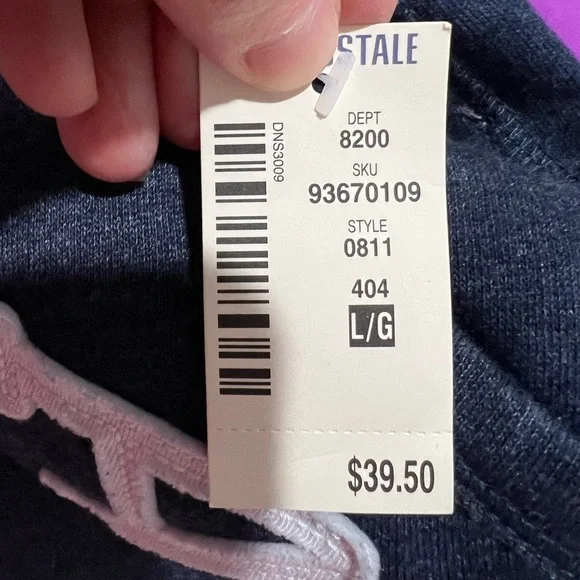 STALE
DEPT
8200
SKU
93670109
STYLE
0811
404
L/G
DNS3009
$39.50